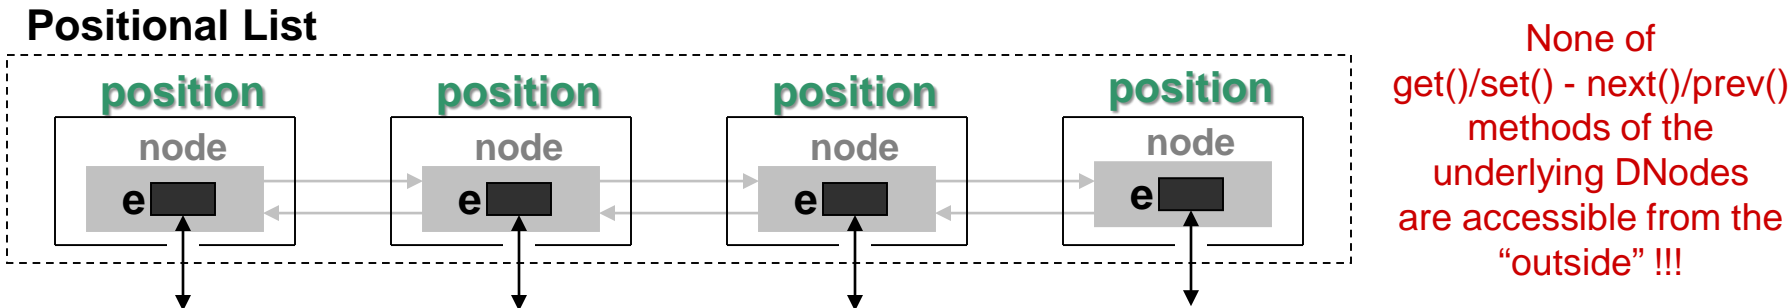 Positional List
position position position position
node node node node
e e e e
None of
get()/set() - next()/prev()
methods of the
underlying DNodes
are accessible from the
“outside” !!!